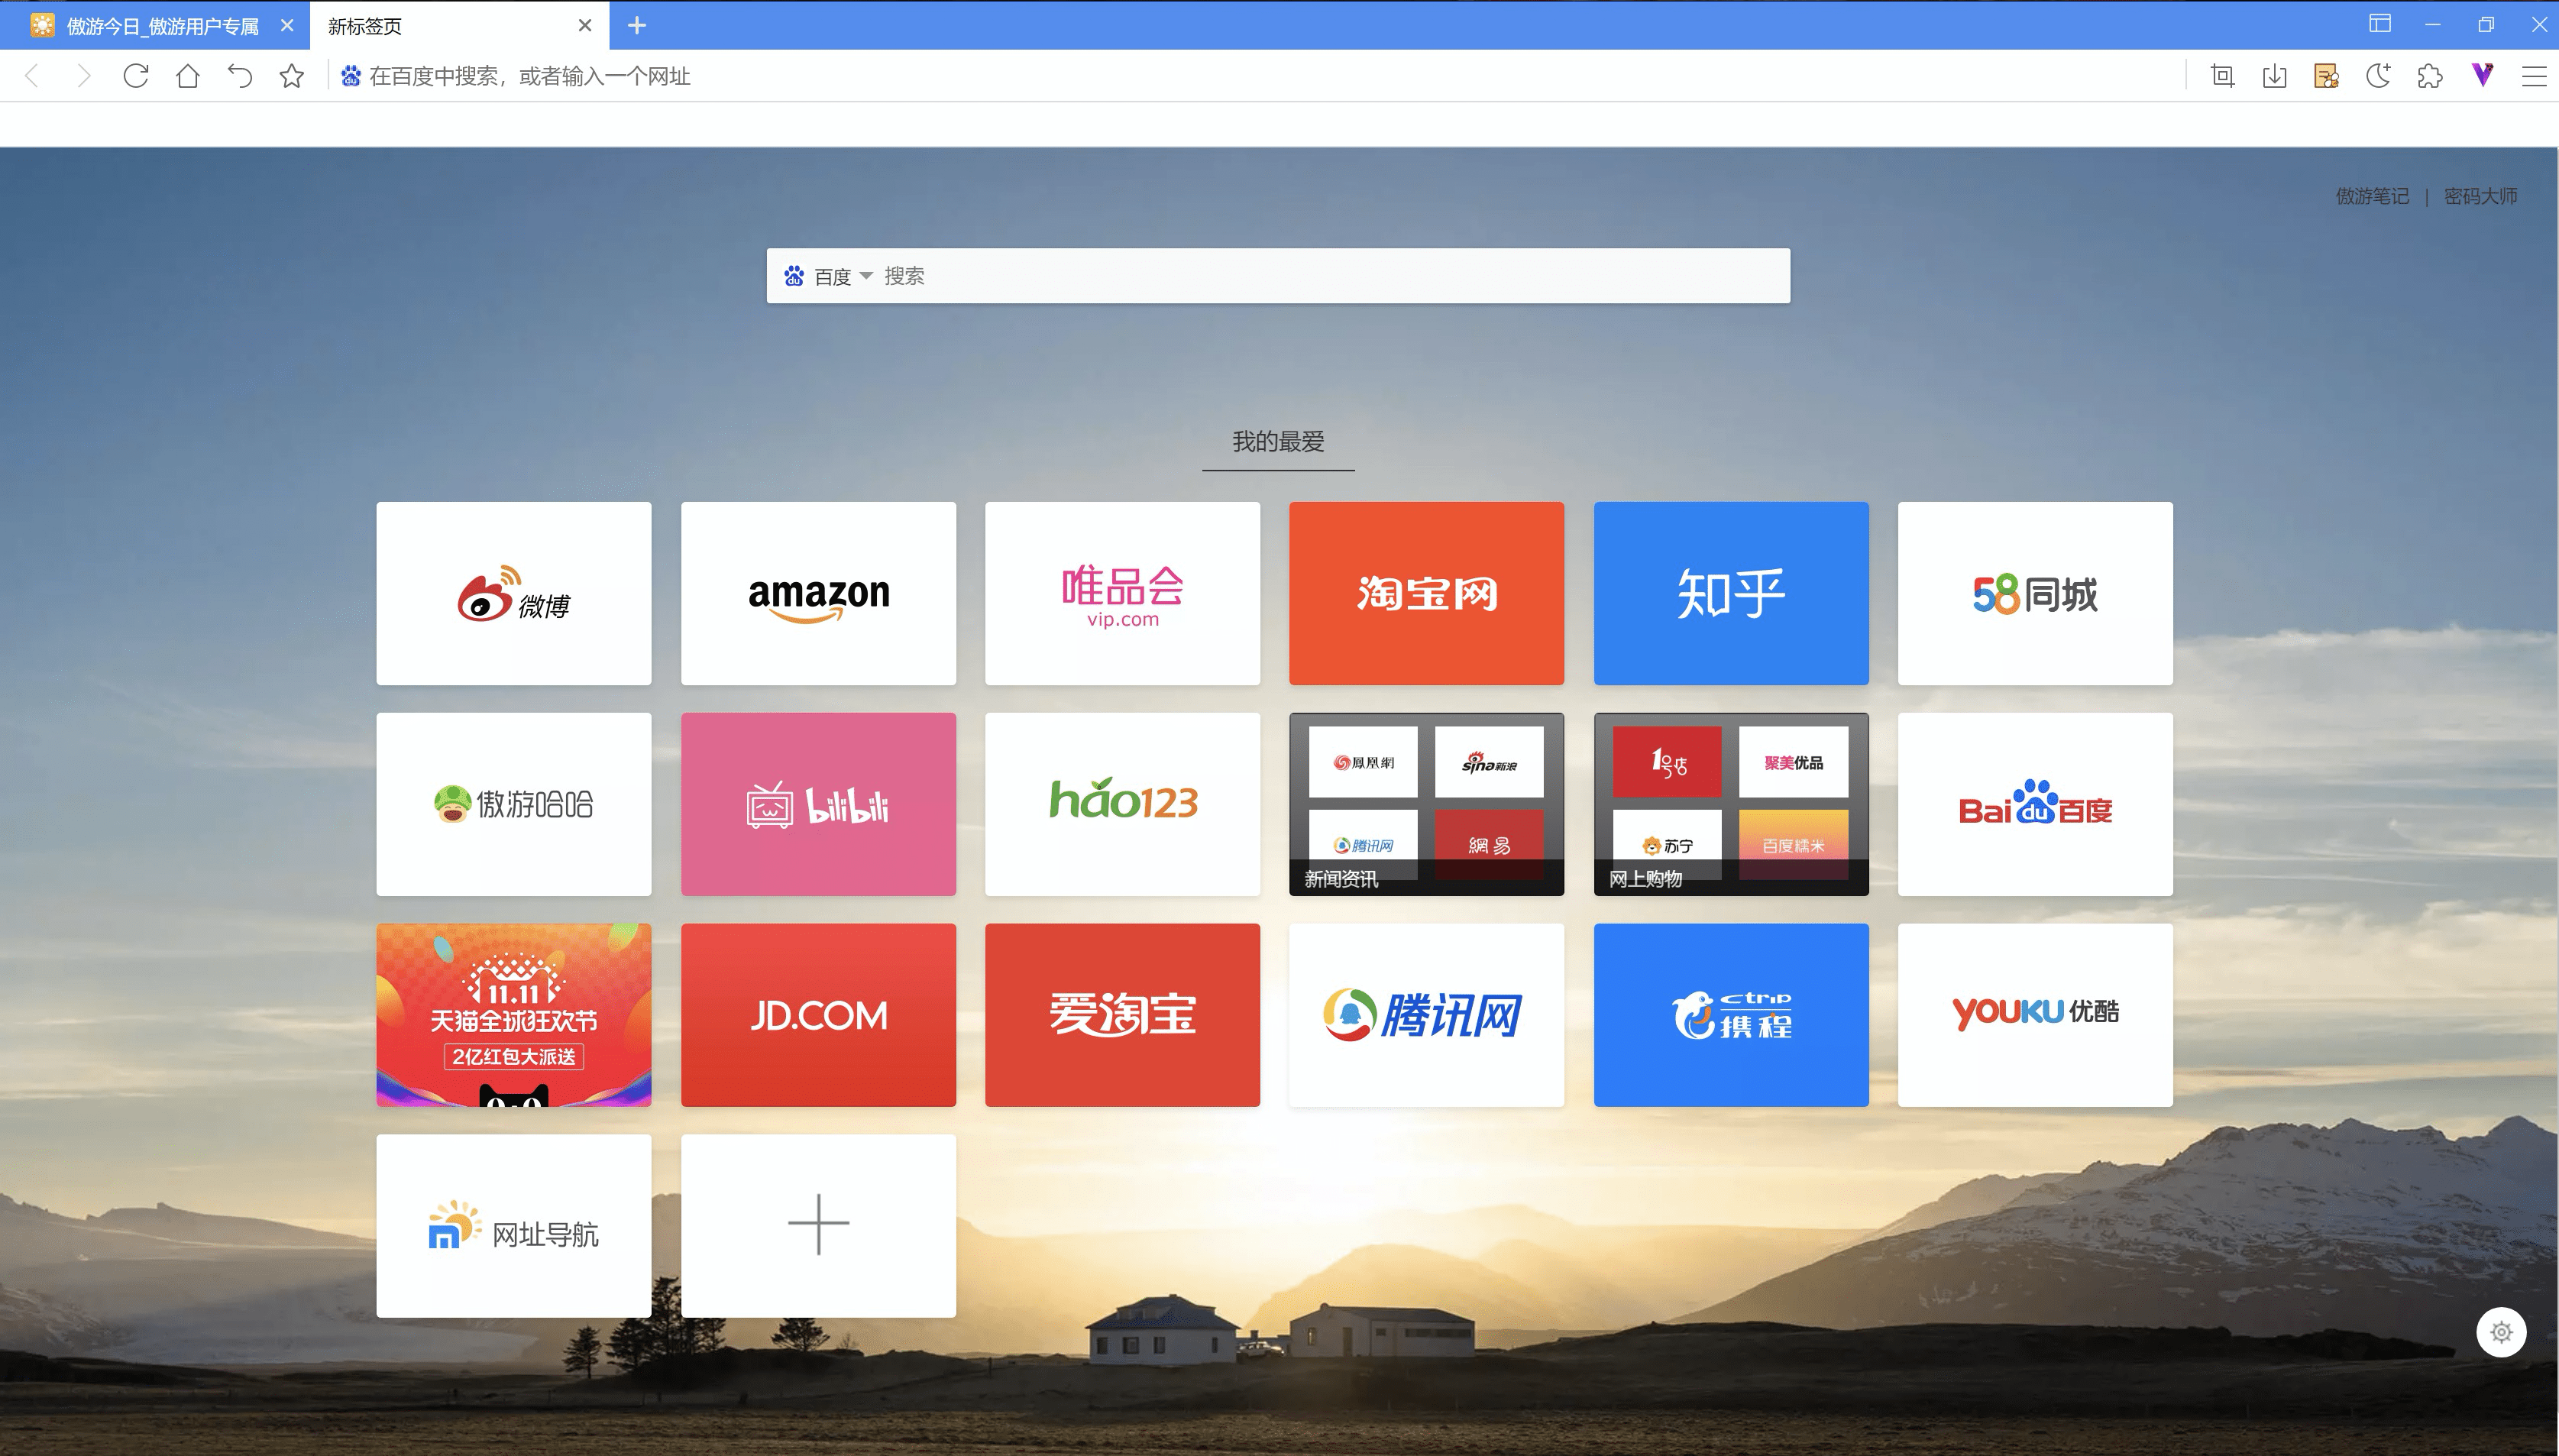 傲游今日_傲游用户专属
新标签页
在百度中搜索，或者输入一个网址
傲游笔记 | 密码大师
百度 搜索
我的最爱
微博
amazon
唯品会
vip.com
淘宝网
知乎
58同城
傲游哈哈
bilibili
hao123
鳳凰網
sina新浪
腾讯网
網易
新闻资讯
1号店
聚美优品
苏宁
百度糯米
网上购物
Bai du 百度
11.11
天猫全球狂欢节
2亿红包大派送
JD.COM
爱淘宝
腾讯网
ctrip
携程
YOUKU 优酷
网址导航